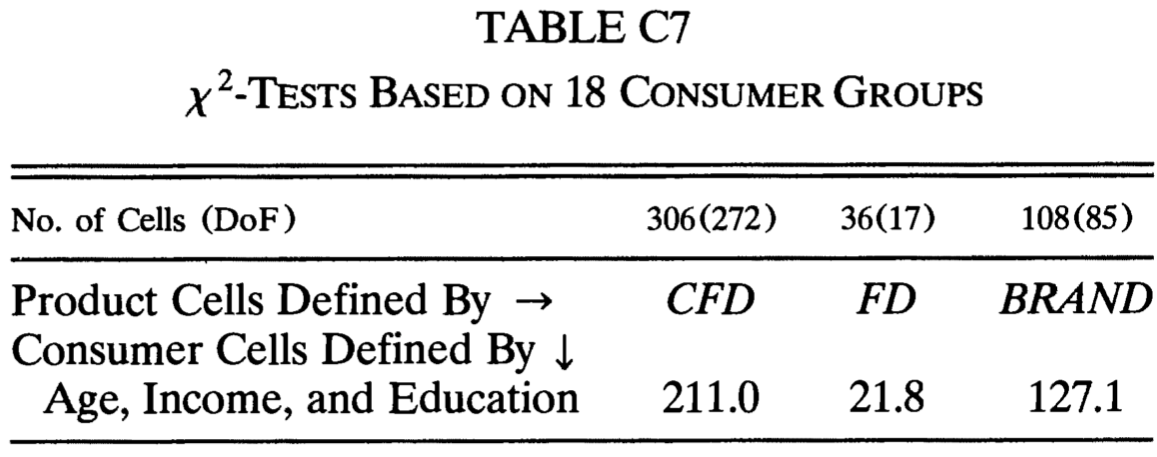 TABLE C7
χ²-TESTS BASED ON 18 CONSUMER GROUPS
No. of Cells (DoF) 306(272) 36(17) 108(85)
Product Cells Defined By → CFD FD BRAND
Consumer Cells Defined By ↓
Age, Income, and Education 211.0 21.8 127.1